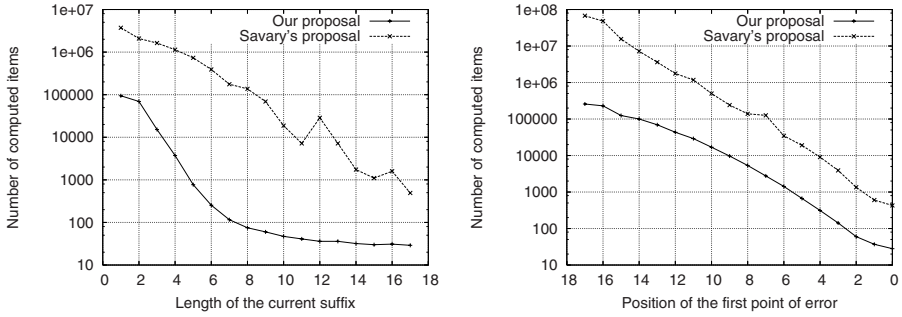 Number of computed items
1e+07
1e+06
100000
10000
1000
100
10
Our proposal
Savary's proposal
0 2 4 6 8 10 12 14 16 18
Length of the current suffix
Number of computed items
1e+08
1e+07
1e+06
100000
10000
1000
100
10
Our proposal
Savary's proposal
18 16 14 12 10 8 6 4 2 0
Position of the first point of error